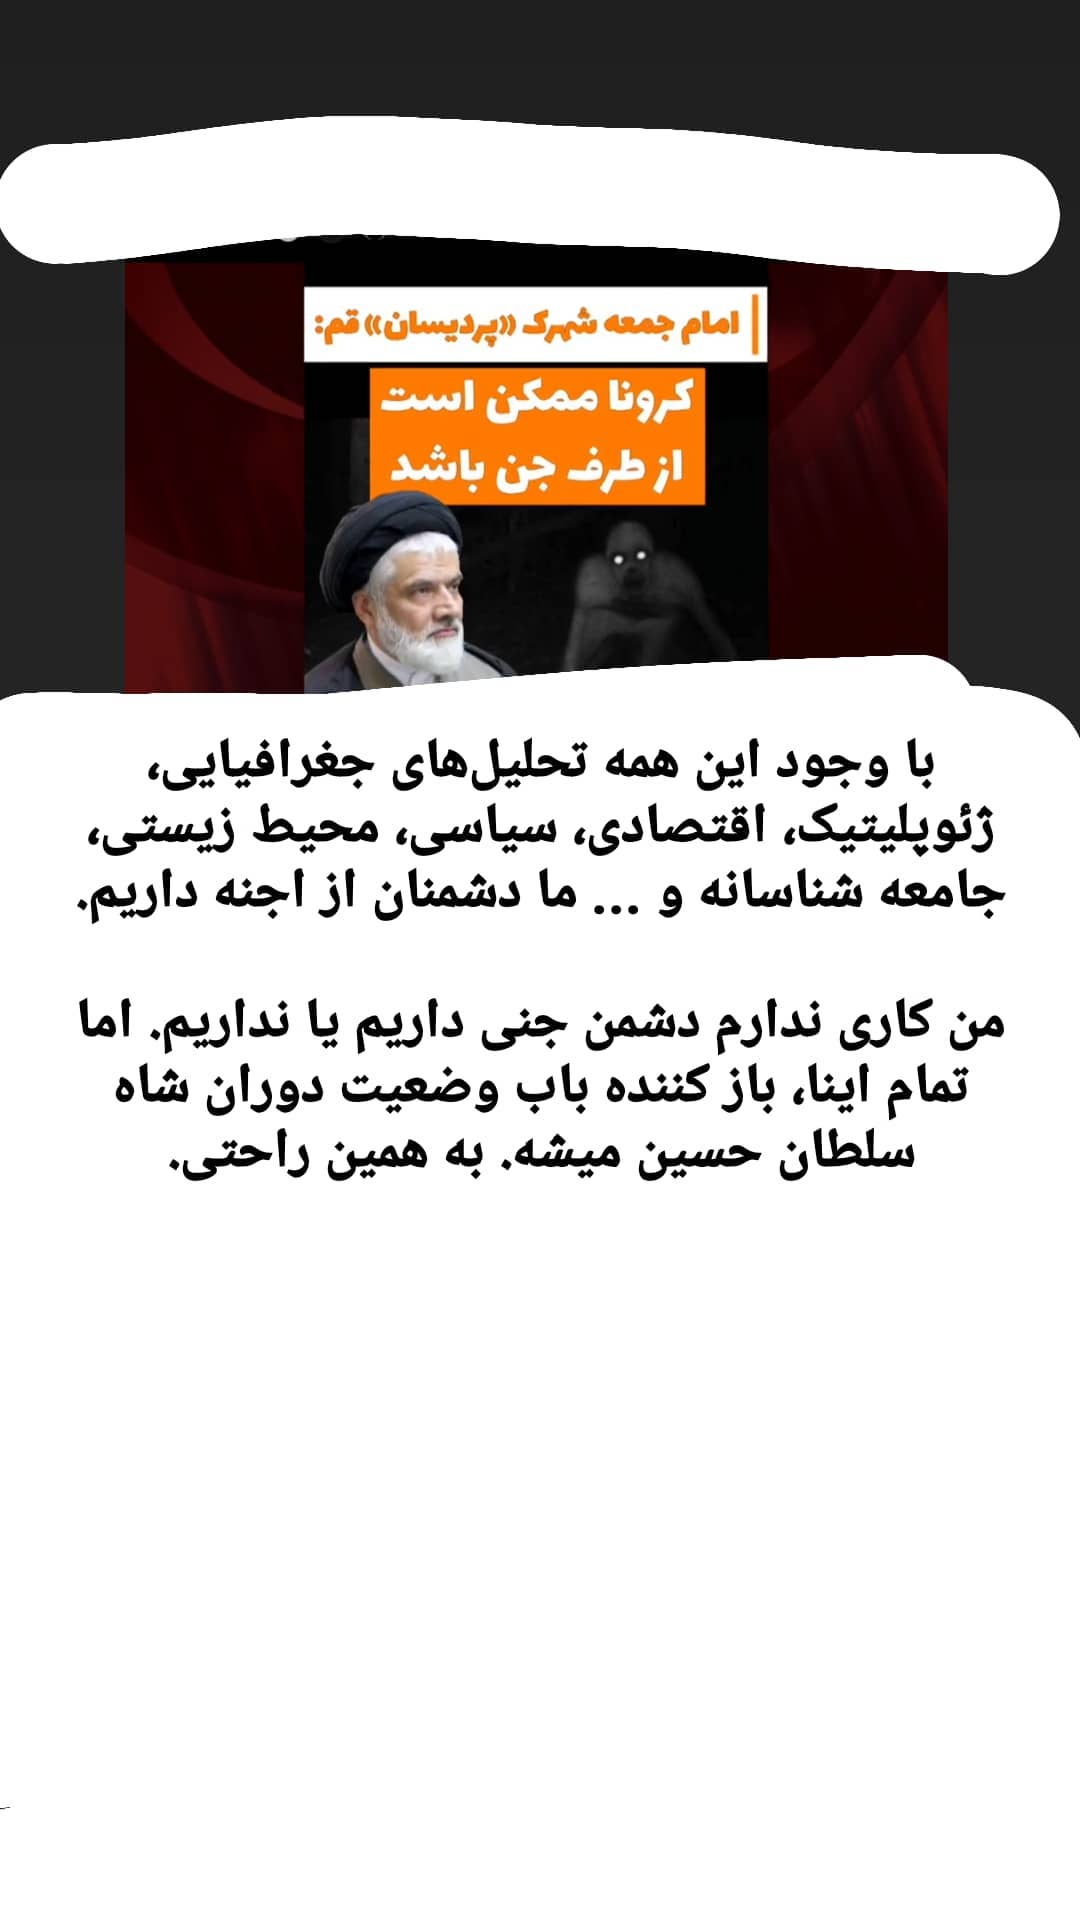 امام جمعه شهرک «پردیسان» قم:
کرونا ممکن است
از طرف جن باشد
با وجود این همه تحلیل‌های جغرافیایی،
ژئوپلیتیک، اقتصادی، سیاسی، محیط زیستی،
جامعه شناسانه و ... ما دشمنان از اجنه داریم.
من کاری ندارم دشمن جنی داریم یا نداریم. اما
تمام اینا، باز کننده باب وضعیت دوران شاه
سلطان حسین میشه. به همین راحتی.